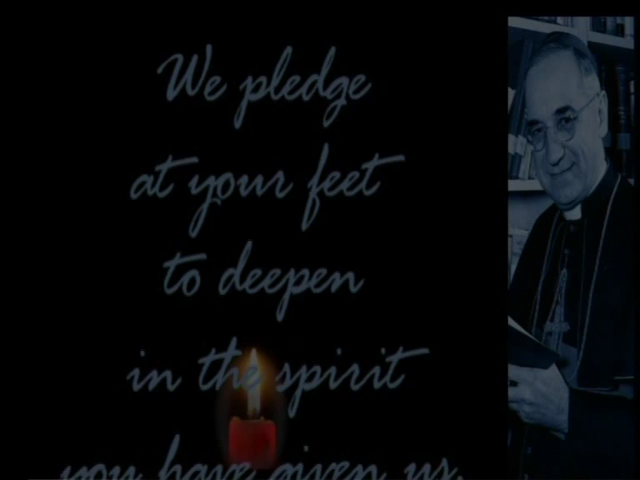 We pledge
at your feet
to deepen
in the spirit
you have given us.